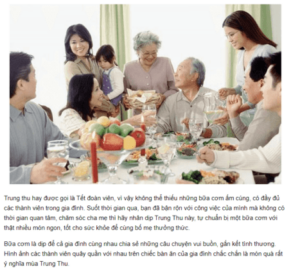 Trung thu hay được gọi là Tết đoàn viên, vì vậy không thể thiếu những bữa cơm ấm cúng, có đầy đủ
các thành viên trong gia đình. Suốt thời gian qua, bạn đã bận rộn với công việc của mình mà không có
thời gian quan tâm, chăm sóc cha mẹ thì hãy nhân dịp Trung Thu này, tự chuẩn bị một bữa cơm với
thật nhiều món ngon, tốt cho sức khỏe để cùng bố mẹ thưởng thức.
Bữa cơm là dịp để cả gia đình cùng nhau chia sẻ những câu chuyện vui buồn, gắn kết tình thương.
Hình ảnh các thành viên quây quần với nhau trên chiếc bàn ăn của gia đình chắc chắn là món quà rất
ý nghĩa mùa Trung Thu.